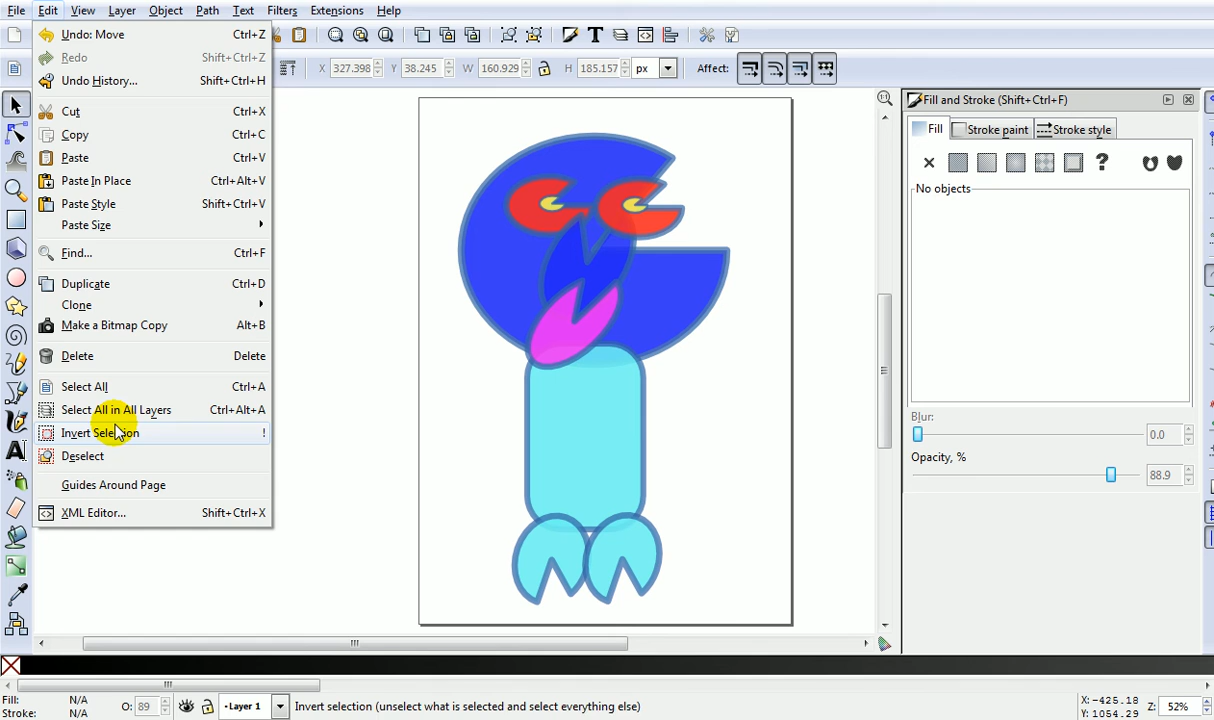 File Edit View Layer Object Path Text Filters Extensions Help
X 327.398 Y 38.245 W 160.929 H 185.157 px Affect:
Undo: Move Ctrl+Z
Redo Shift+Ctrl+Z
Undo History... Shift+Ctrl+H
Cut Ctrl+X
Copy Ctrl+C
Paste Ctrl+V
Paste In Place Ctrl+Alt+V
Paste Style Shift+Ctrl+V
Paste Size
Find... Ctrl+F
Duplicate Ctrl+D
Clone
Make a Bitmap Copy Alt+B
Delete Delete
Select All Ctrl+A
Select All in All Layers Ctrl+Alt+A
Invert Selection !
Deselect
Guides Around Page
XML Editor... Shift+Ctrl+X
Fill and Stroke (Shift+Ctrl+F)
Fill Stroke paint Stroke style
No objects
Blur:
0.0
Opacity, %
88.9
Fill: N/A
Stroke: N/A
O: 89
Layer 1 Invert selection (unselect what is selected and select everything else)
X: -425.18
Y: 1054.29
Z: 52%